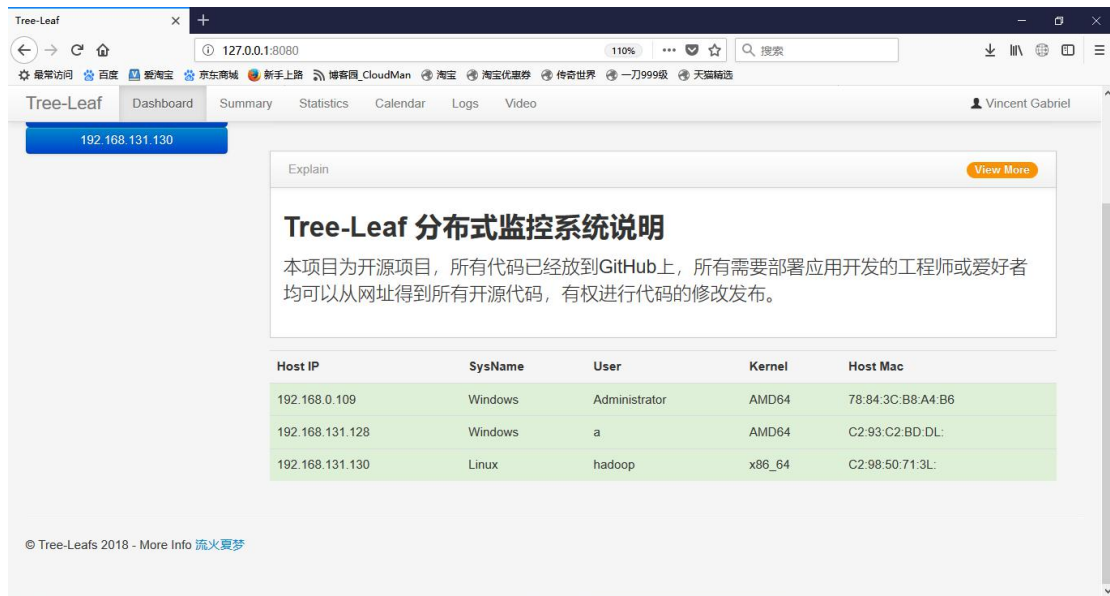 Tree-Leaf
127.0.0.1:8080
110%
搜索
最常访问 百度 爱淘宝 京东商城 新手上路 博客园_CloudMan 淘宝 淘宝优惠券 传奇世界 一刀999级 天猫精选
Tree-Leaf Dashboard Summary Statistics Calendar Logs Video Vincent Gabriel
192.168.131.130
Explain View More
Tree-Leaf 分布式监控系统说明
本项目为开源项目，所有代码已经放到GitHub上，所有需要部署应用开发的工程师或爱好者
均可以从网址得到所有开源代码，有权进行代码的修改发布。
Host IP SysName User Kernel Host Mac
192.168.0.109 Windows Administrator AMD64 78:84:3C:B8:A4:B6
192.168.131.128 Windows a AMD64 C2:93:C2:BD:DL:
192.168.131.130 Linux hadoop x86_64 C2:98:50:71:3L:
© Tree-Leafs 2018 - More Info 流火夏梦